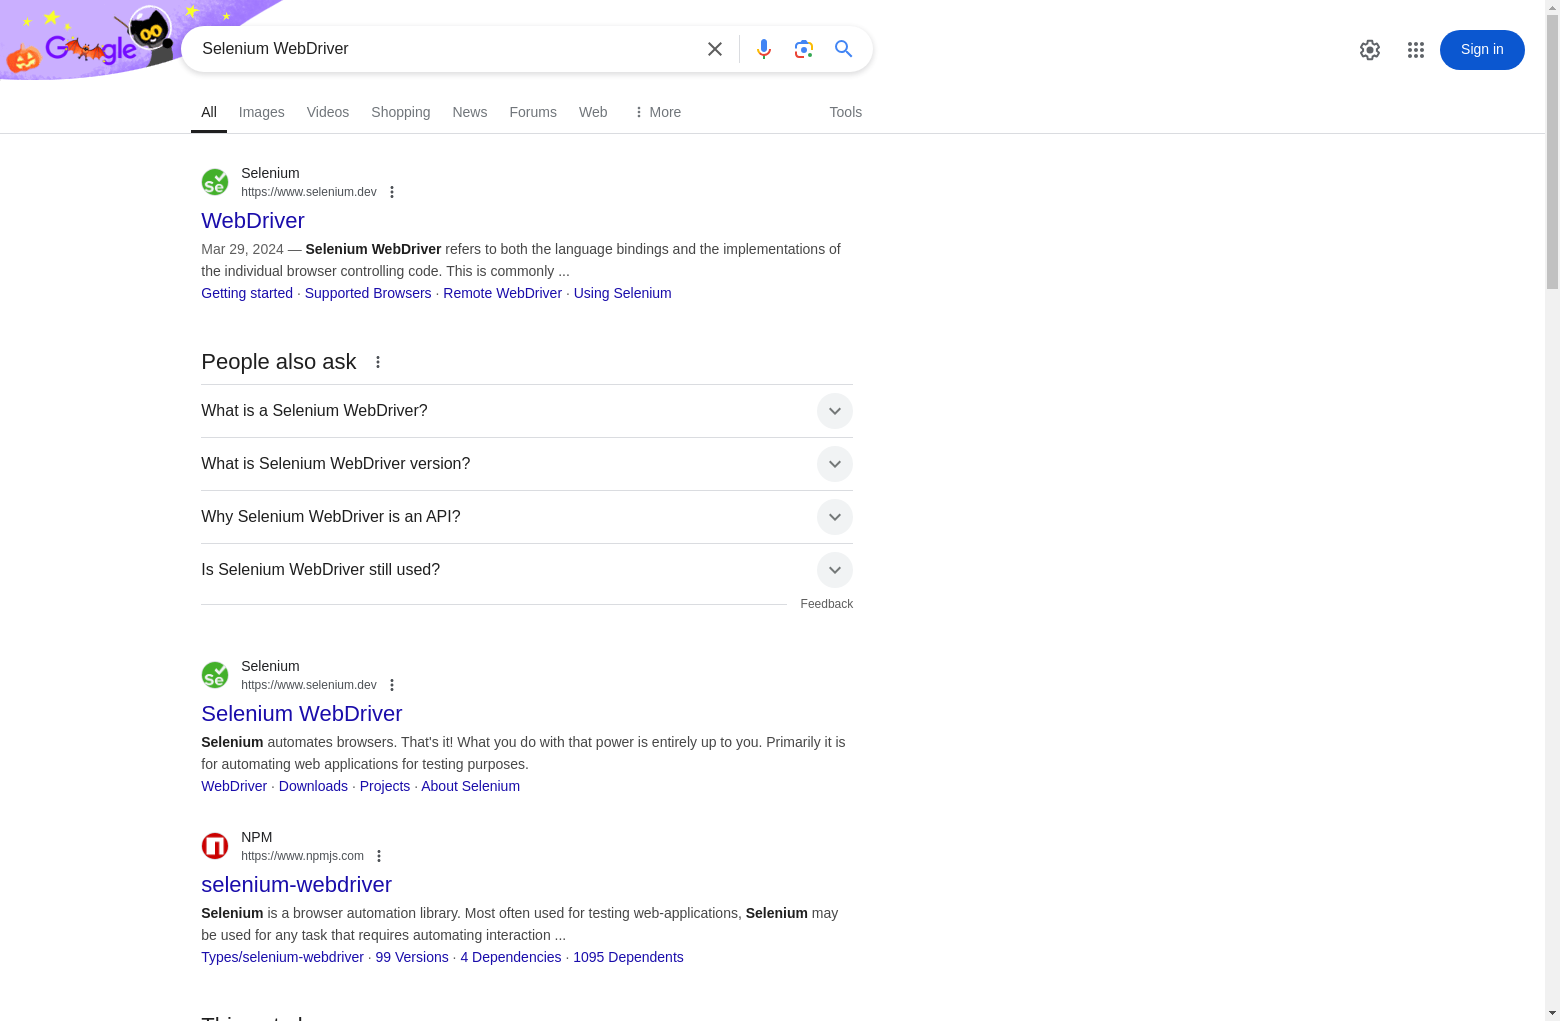 Google
Selenium WebDriver
Sign in
All
Images
Videos
Shopping
News
Forums
Web
More
Tools
Selenium
https://www.selenium.dev
WebDriver
Mar 29, 2024 — Selenium WebDriver refers to both the language bindings and the implementations of
the individual browser controlling code. This is commonly ...
Getting started · Supported Browsers · Remote WebDriver · Using Selenium
People also ask
What is a Selenium WebDriver?
What is Selenium WebDriver version?
Why Selenium WebDriver is an API?
Is Selenium WebDriver still used?
Feedback
Se
Selenium
https://www.selenium.dev
Selenium WebDriver
Selenium automates browsers. That's it! What you do with that power is entirely up to you. Primarily it is
for automating web applications for testing purposes.
WebDriver · Downloads · Projects · About Selenium
NPM
https://www.npmjs.com
selenium-webdriver
Selenium is a browser automation library. Most often used for testing web-applications, Selenium may
be used for any task that requires automating interaction ...
Types/selenium-webdriver · 99 Versions · 4 Dependencies · 1095 Dependents